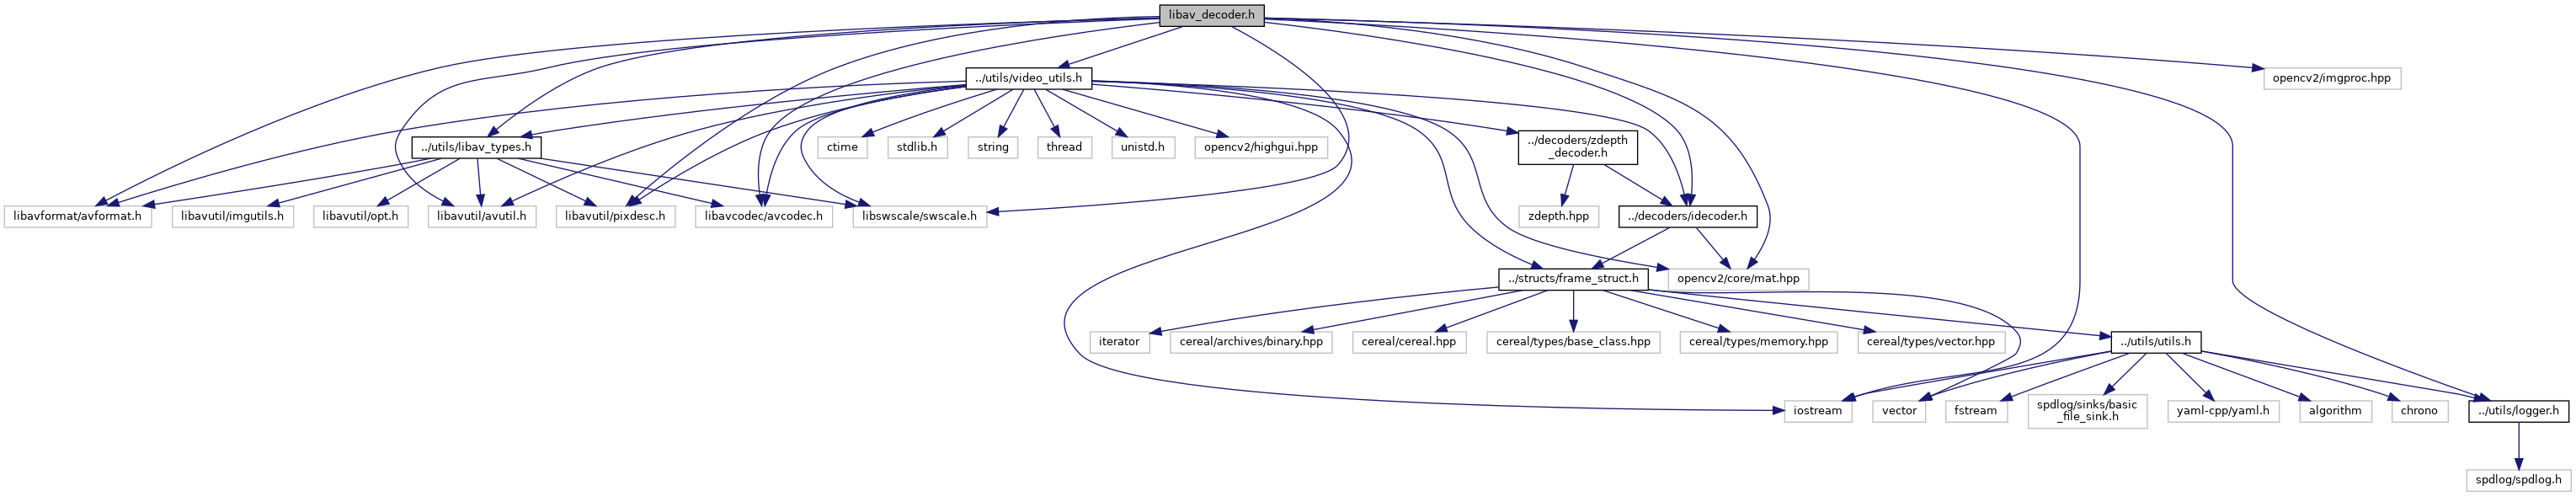 libav_decoder.h
../utils/video_utils.h
opencv2/imgproc.hpp
../utils/libav_types.h
ctime
stdlib.h
string
thread
unistd.h
opencv2/highgui.hpp
../decoders/zdepth
_decoder.h
libavformat/avformat.h
libavutil/imgutils.h
libavutil/opt.h
libavutil/avutil.h
libavutil/pixdesc.h
libavcodec/avcodec.h
libswscale/swscale.h
zdepth.hpp
../decoders/idecoder.h
../structs/frame_struct.h
opencv2/core/mat.hpp
iterator
cereal/archives/binary.hpp
cereal/cereal.hpp
cereal/types/base_class.hpp
cereal/types/memory.hpp
cereal/types/vector.hpp
../utils/utils.h
iostream
vector
fstream
spdlog/sinks/basic
_file_sink.h
yaml-cpp/yaml.h
algorithm
chrono
../utils/logger.h
spdlog/spdlog.h